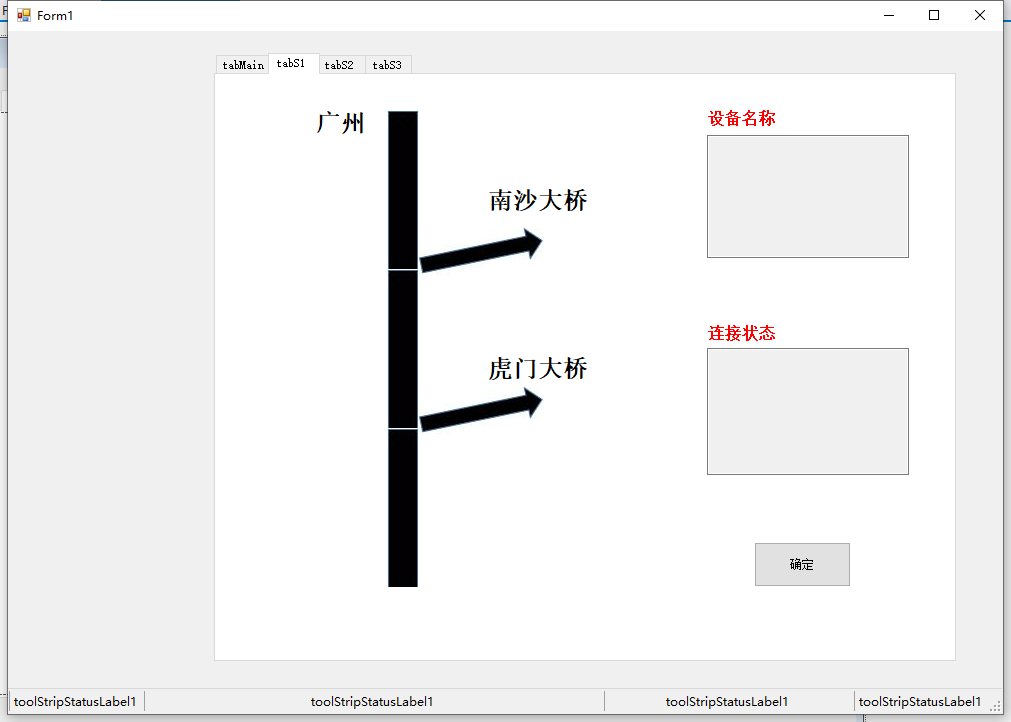 Form1
tabMain
tabS1
tabS2
tabS3
广州
设备名称
南沙大桥
连接状态
虎门大桥
确定
toolStripStatusLabel1
toolStripStatusLabel1
toolStripStatusLabel1
toolStripStatusLabel1